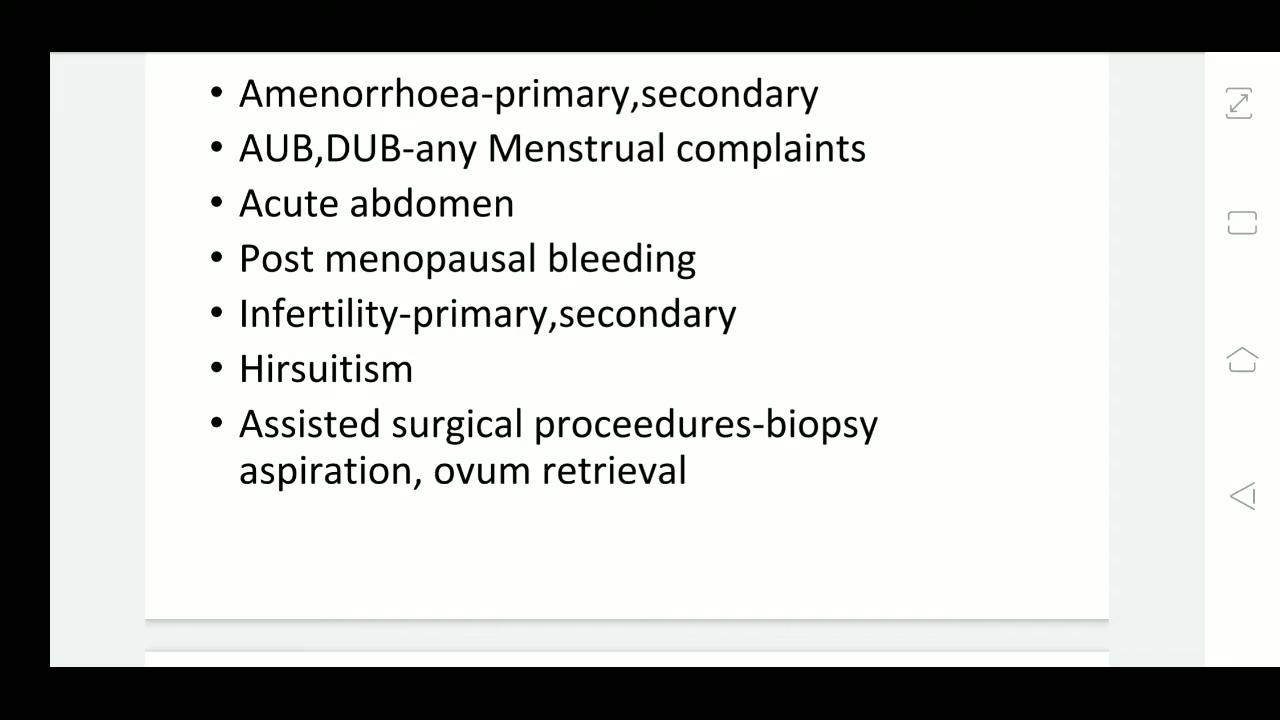 • Amenorrhoea-primary,secondary
• AUB,DUB-any Menstrual complaints
• Acute abdomen
• Post menopausal bleeding
• Infertility-primary,secondary
• Hirsuitism
• Assisted surgical proceedures-biopsy
aspiration, ovum retrieval